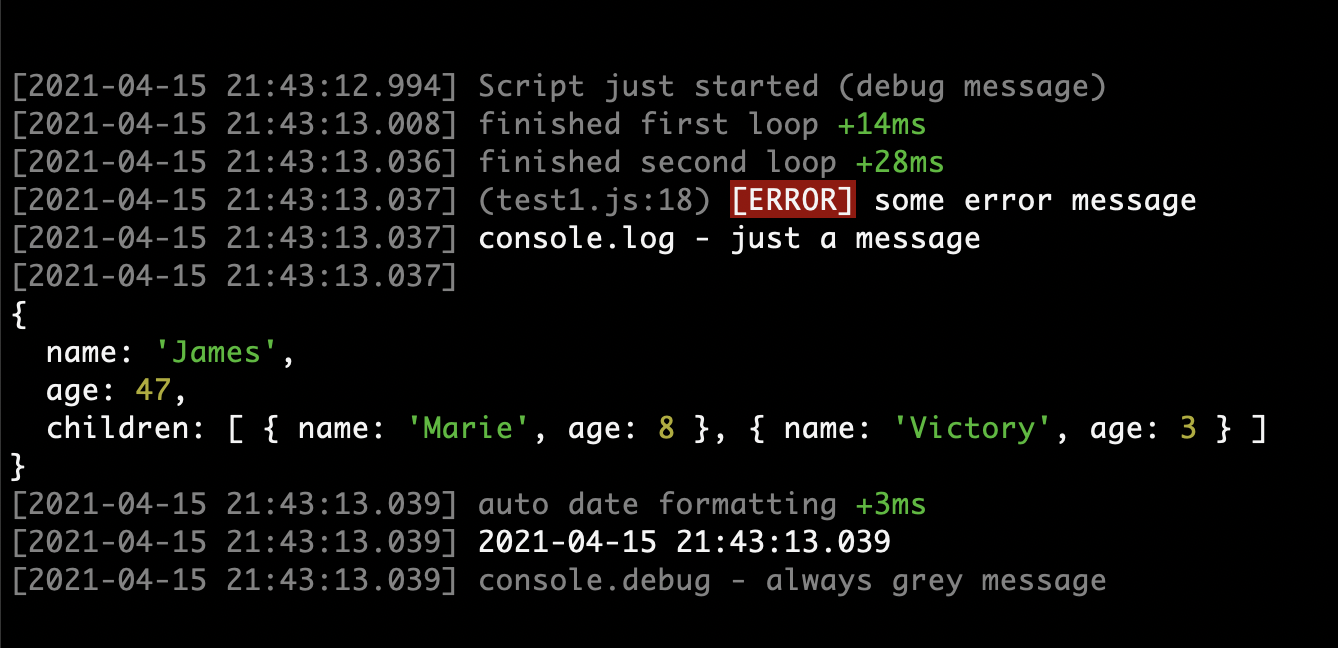 [2021-04-15 21:43:12.994] Script just started (debug message)
[2021-04-15 21:43:13.008] finished first loop +14ms
[2021-04-15 21:43:13.036] finished second loop +28ms
[2021-04-15 21:43:13.037] (test1.js:18) [ERROR] some error message
[2021-04-15 21:43:13.037] console.log - just a message
[2021-04-15 21:43:13.037]
{
  name: 'James',
  age: 47,
  children: [ { name: 'Marie', age: 8 }, { name: 'Victory', age: 3 } ]
}
[2021-04-15 21:43:13.039] auto date formatting +3ms
[2021-04-15 21:43:13.039] 2021-04-15 21:43:13.039
[2021-04-15 21:43:13.039] console.debug - always grey message